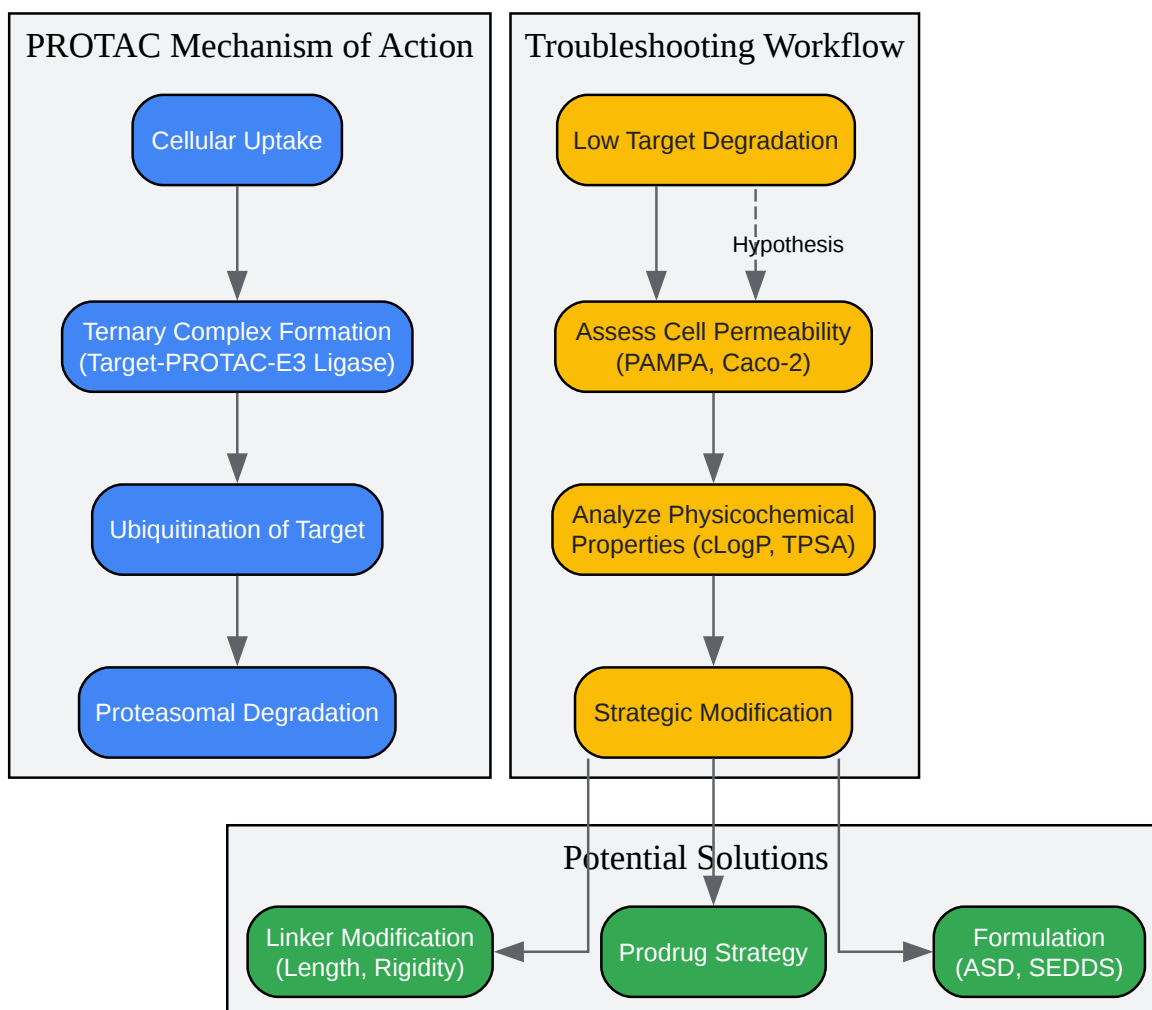 PROTAC Mechanism of Action
Cellular Uptake
Ternary Complex Formation
(Target-PROTAC-E3 Ligase)
Ubiquitination of Target
Proteasomal Degradation
Troubleshooting Workflow
Low Target Degradation
Hypothesis
Assess Cell Permeability
(PAMPA, Caco-2)
Analyze Physicochemical
Properties (cLogP, TPSA)
Strategic Modification
Potential Solutions
Linker Modification
(Length, Rigidity)
Prodrug Strategy
Formulation
(ASD, SEDDS)